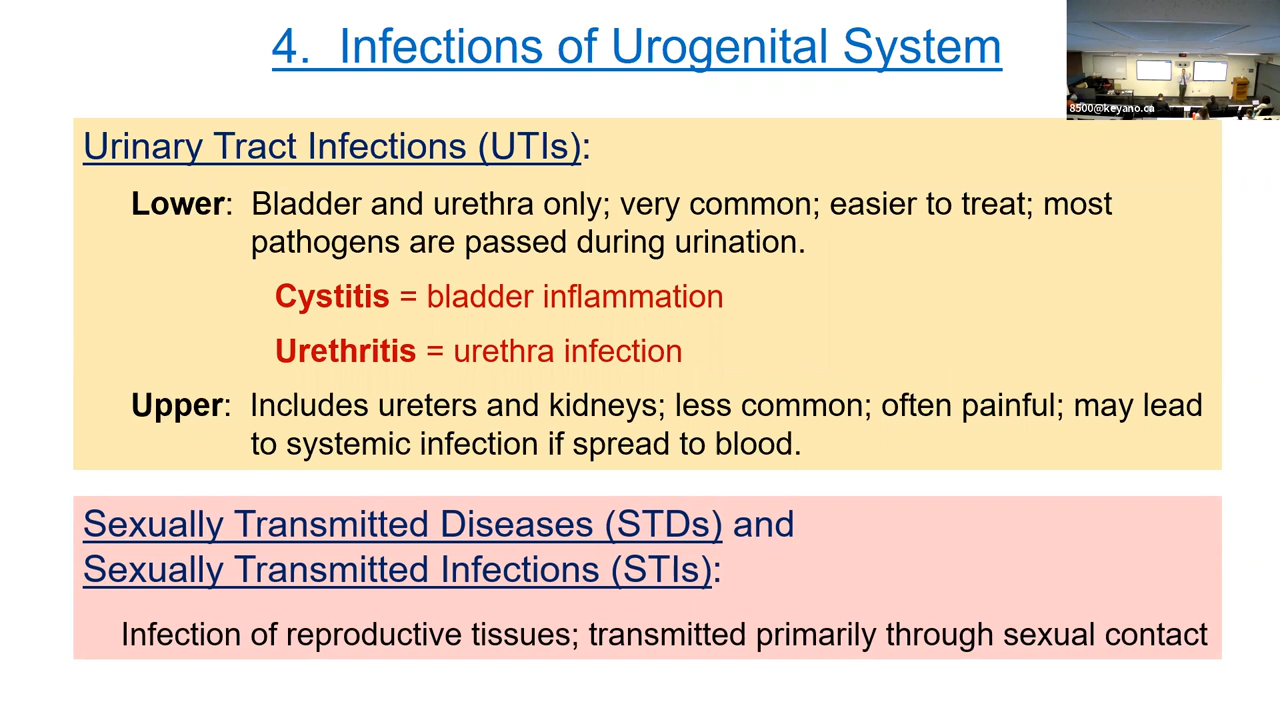 4. Infections of Urogenital System
8500@keyano.ca
Urinary Tract Infections (UTIs):
Lower: Bladder and urethra only; very common; easier to treat; most
pathogens are passed during urination.
Cystitis = bladder inflammation
Urethritis = urethra infection
Upper: Includes ureters and kidneys; less common; often painful; may lead
to systemic infection if spread to blood.
Sexually Transmitted Diseases (STDs) and
Sexually Transmitted Infections (STIs):
Infection of reproductive tissues; transmitted primarily through sexual contact